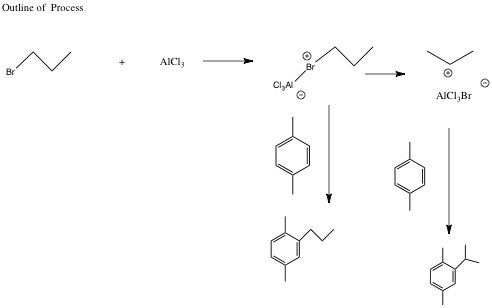 Outline of Process
Br + AlCl3 ⊕ Br Cl3Al ⊖ ⊕ ⊖
AlCl3Br